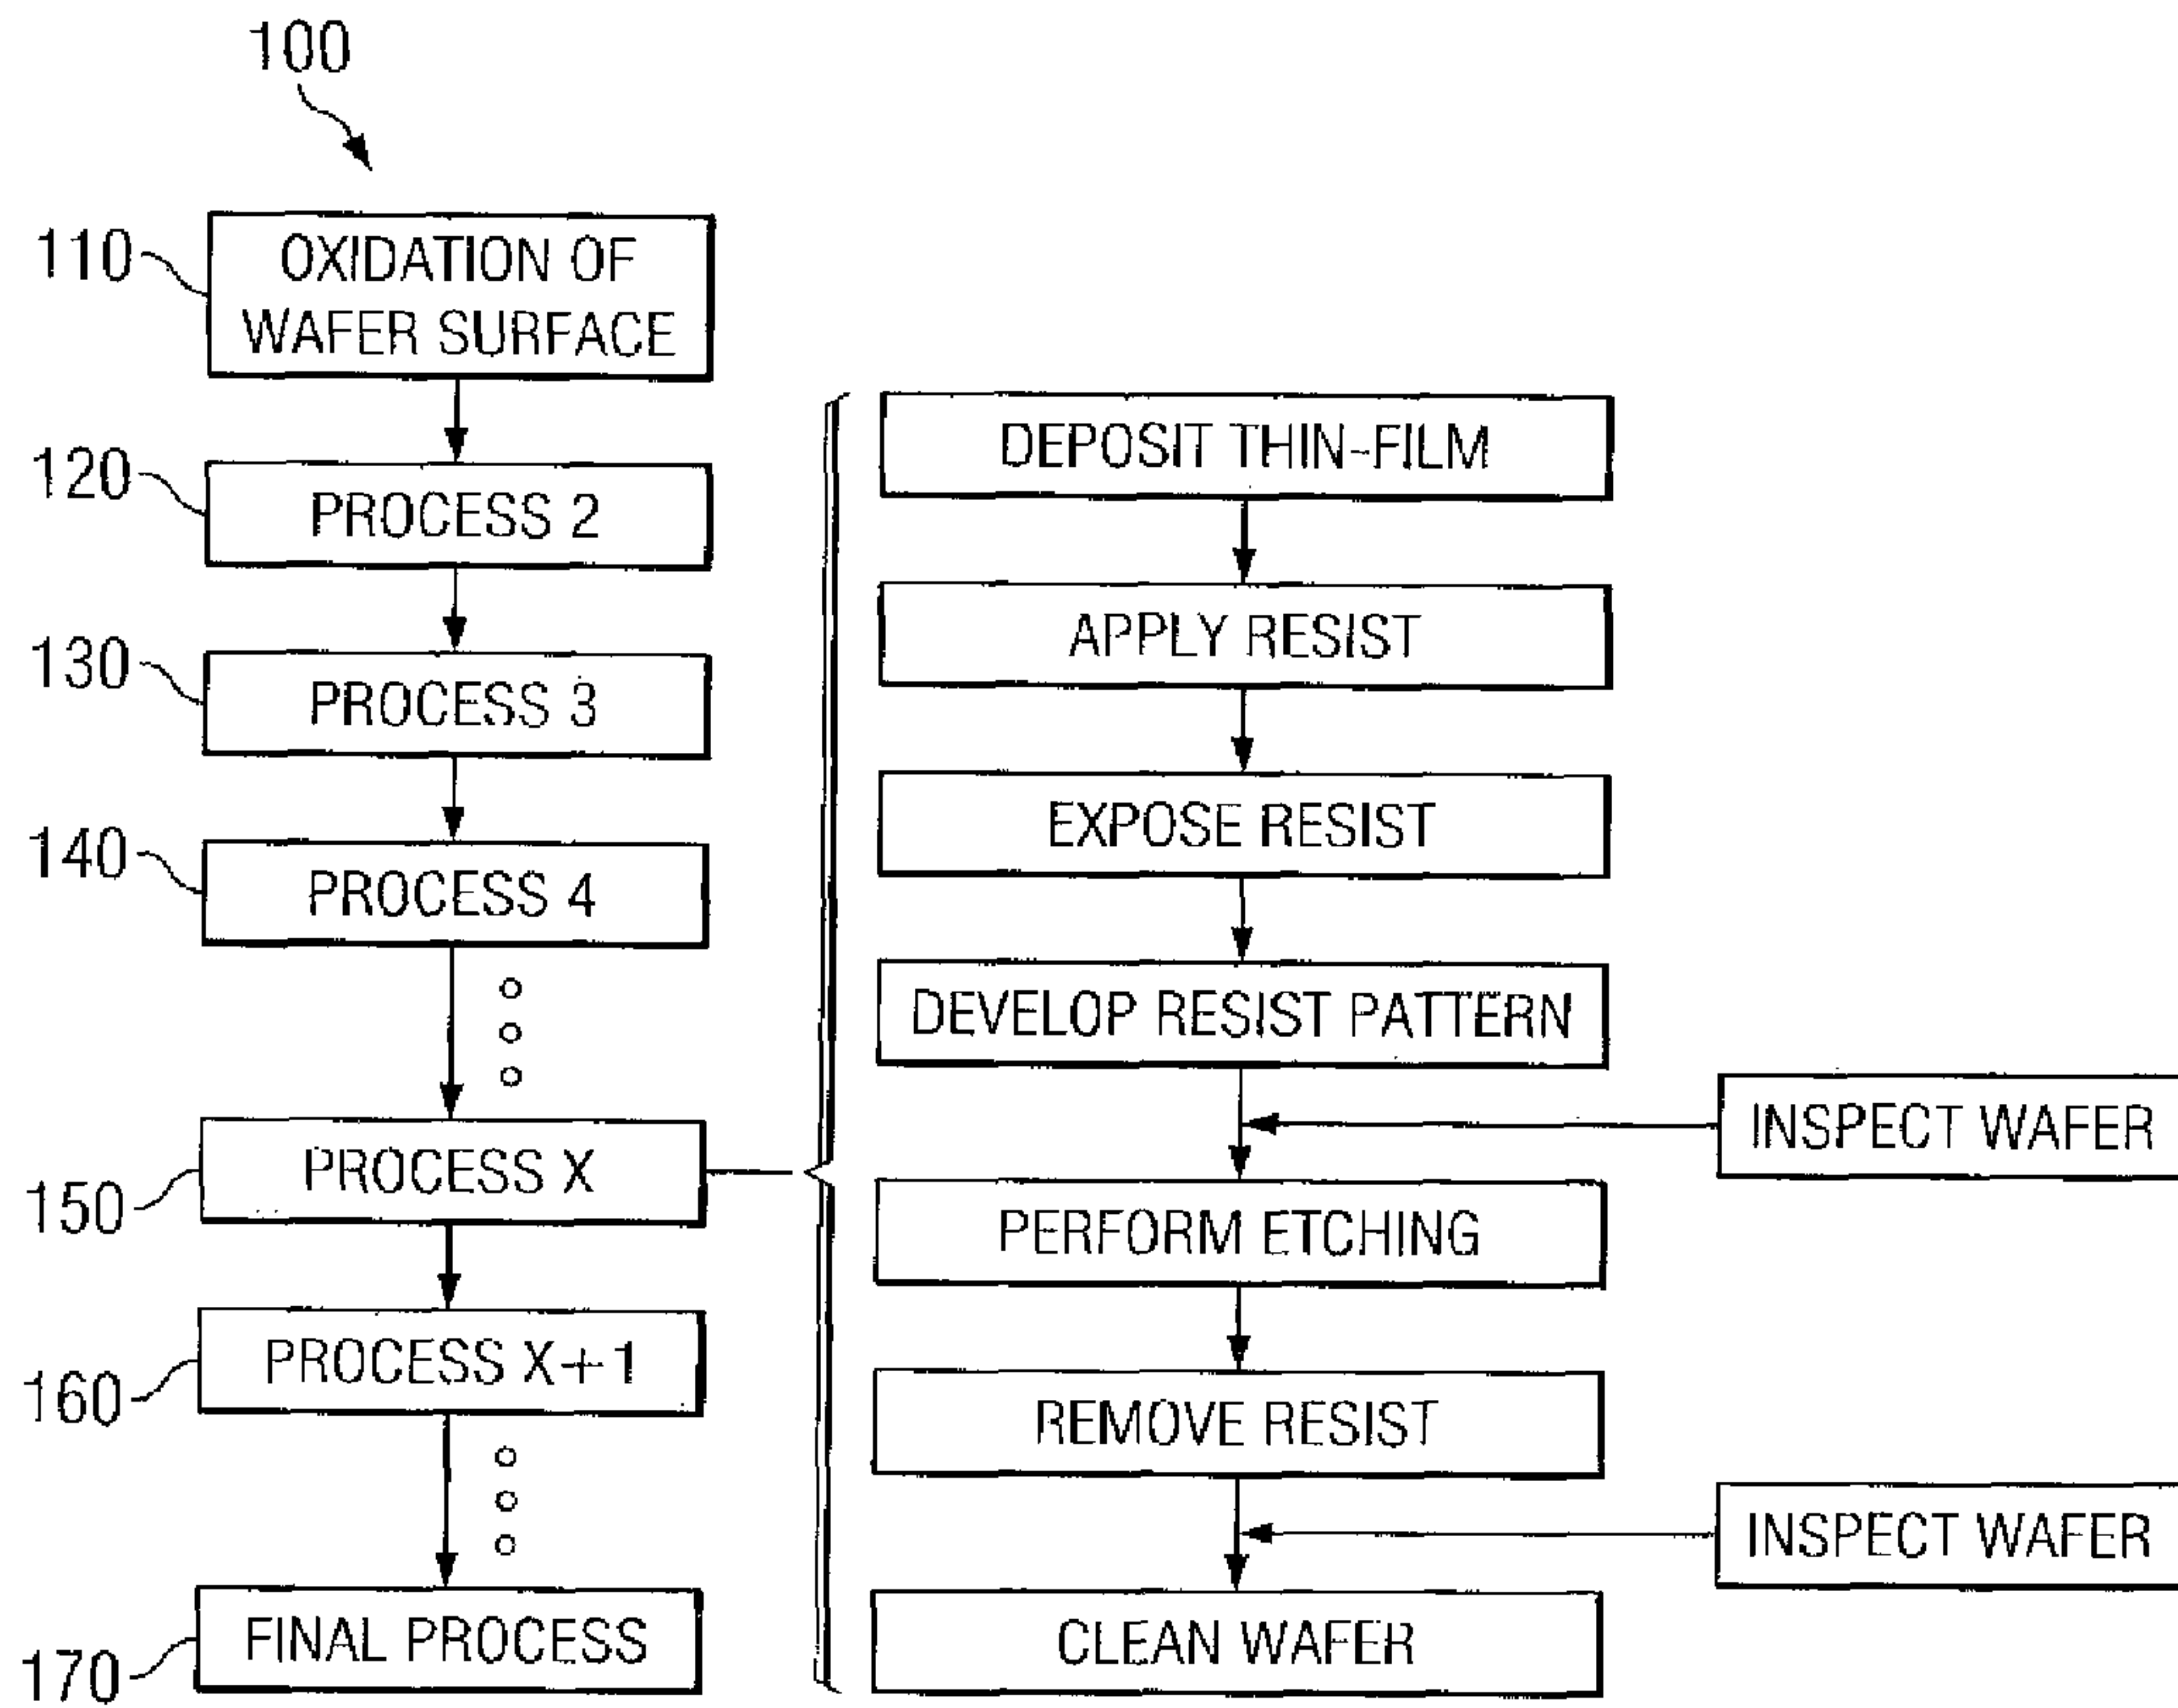 100
110
OXIDATION OF
WAFER SURFACE
120
PROCESS 2
130
PROCESS 3
140
PROCESS 4
150
PROCESS X
160
PROCESS X+1
170
FINAL PROCESS
DEPOSIT THIN-FILM
APPLY RESIST
EXPOSE RESIST
DEVELOP RESIST PATTERN
INSPECT WAFER
PERFORM ETCHING
REMOVE RESIST
INSPECT WAFER
CLEAN WAFER